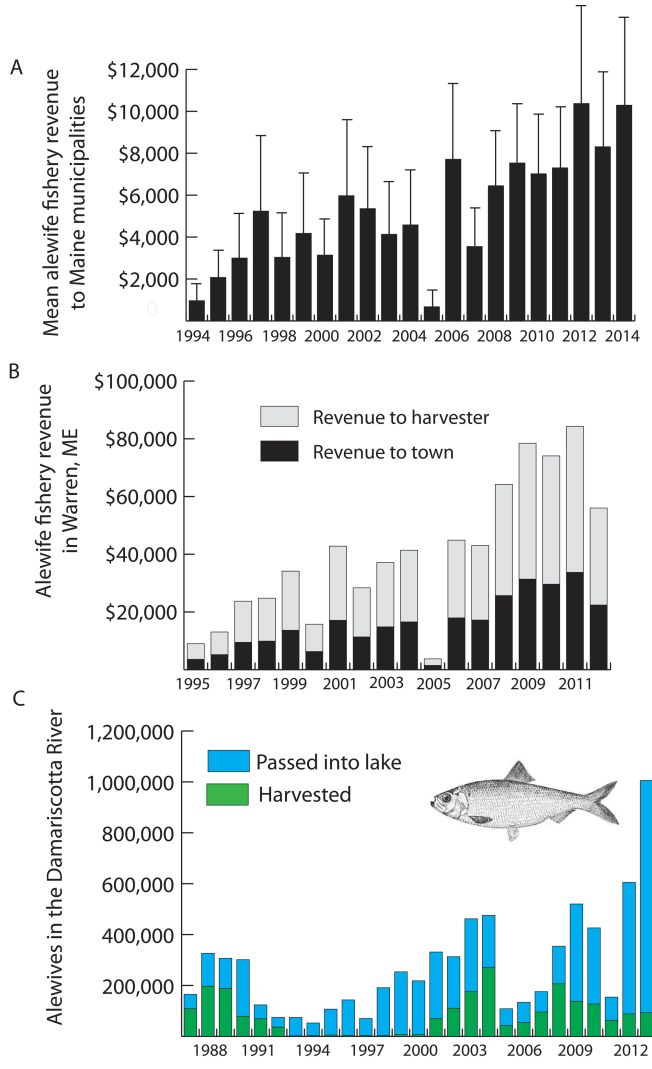 A
Mean alewife fishery revenue
to Maine municipalities
$12,000
$10,000
$8,000
$6,000
$4,000
$2,000
0
1994 1996 1998 2000 2002 2004 2006 2008 2010 2012 2014
B
Alewife fishery revenue
in Warren, ME
$100,000
$80,000
$60,000
$40,000
$20,000
Revenue to harvester
Revenue to town
1995 1997 1999 2001 2003 2005 2007 2009 2011
C
Alewives in the Damariscotta River
1,200,000
1,000,000
800,000
600,000
400,000
200,000
Passed into lake
Harvested
1988 1991 1994 1997 2000 2003 2006 2009 2012